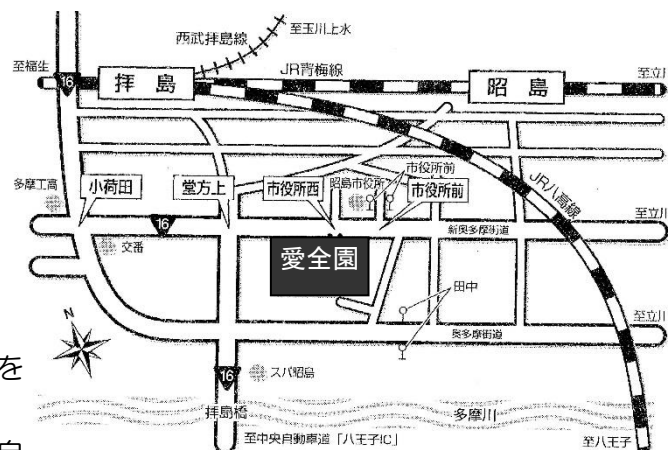 至玉川上水
西武拝島線
至福生
JR青梅線
至立川
16
拝島
昭島
JR八高線
多摩工高
小荷田
堂方上
市役所西
昭島市役所
市役所前
市役所前
至立川
16
新奥多摩街道
交番
愛全園
田中
N
至立川
奥多摩街道
を
16
スパ昭島
拝島橋
多摩川
至中央自動車道「八王子IC」
至八王子